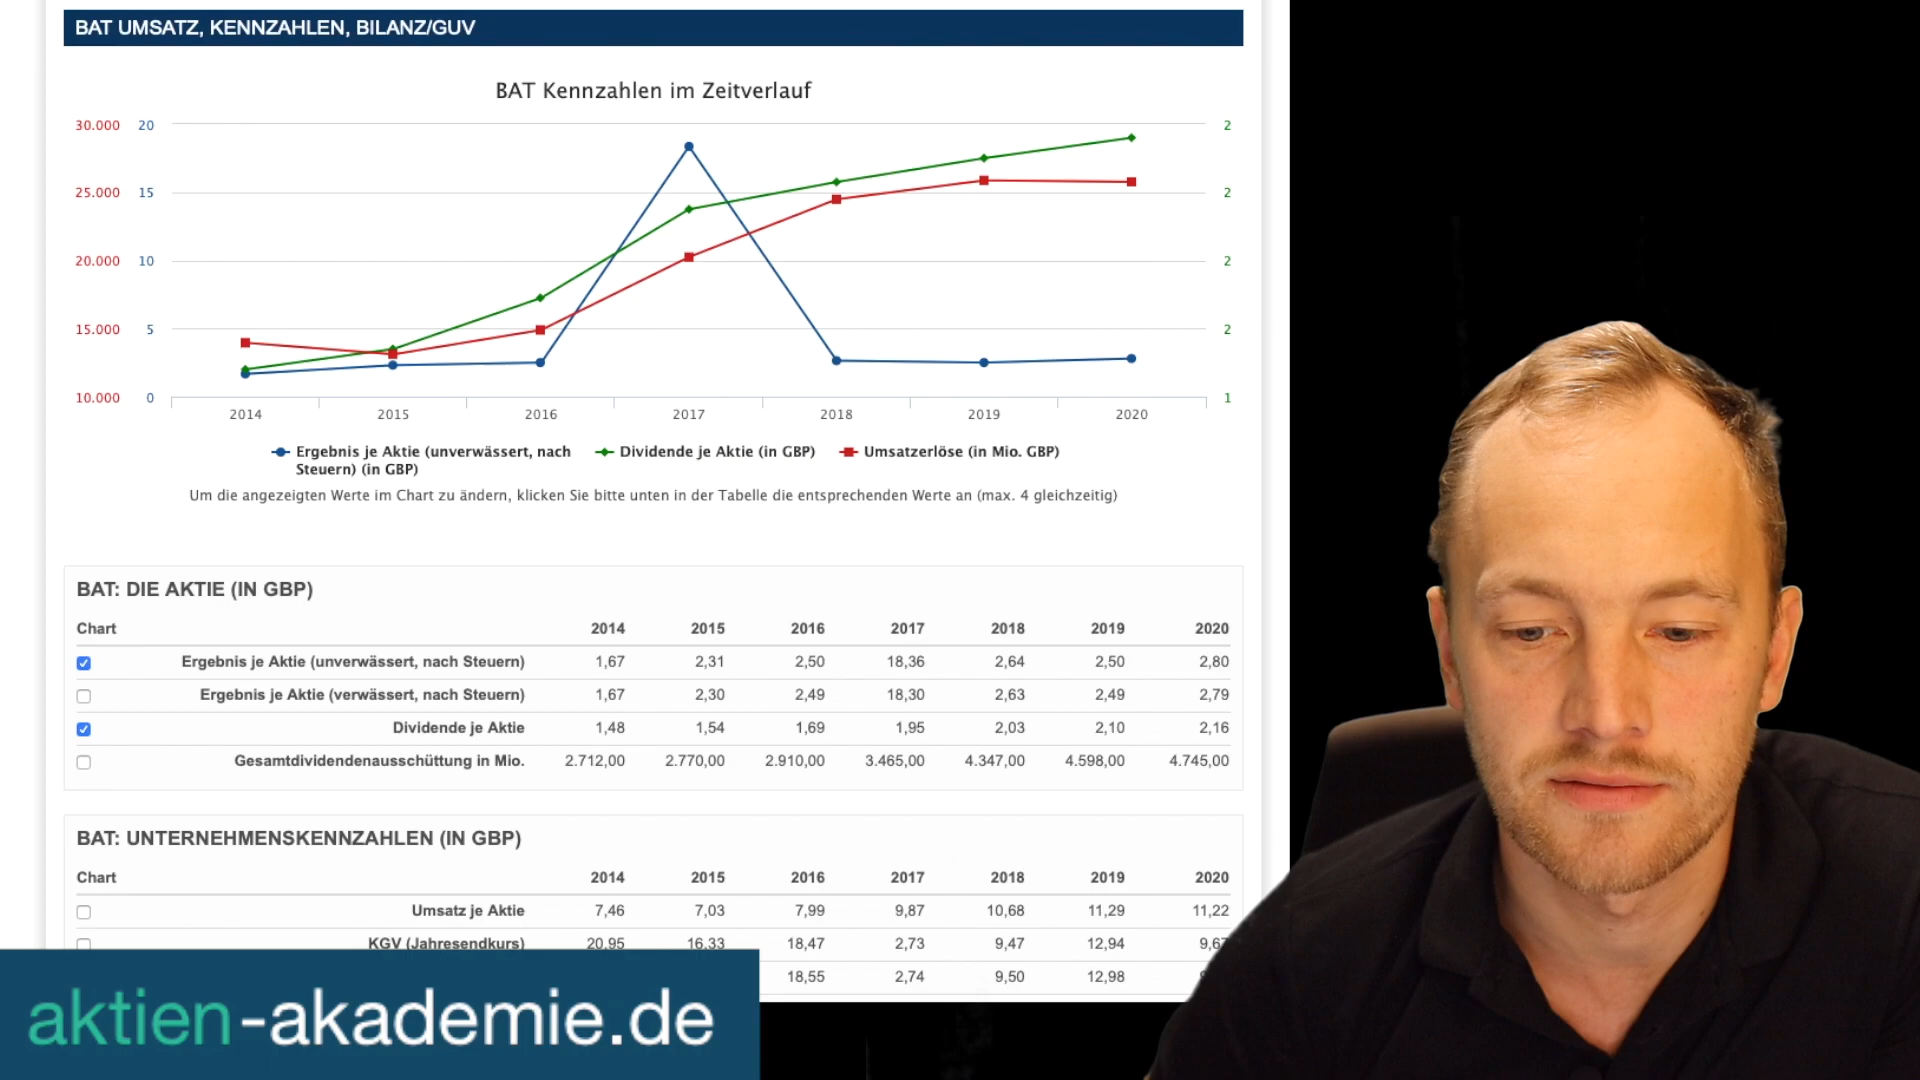 BAT UMSATZ, KENNZAHLEN, BILANZ/GUV
BAT Kennzahlen im Zeitverlauf
30.000 20 2
25.000 15 2
20.000 10 2
15.000 5 2
10.000 0 1
2014 2015 2016 2017 2018 2019 2020
Ergebnis je Aktie (unverwässert, nach Steuern) (in GBP) Dividende je Aktie (in GBP) Umsatzerlöse (in Mio. GBP)
Um die angezeigten Werte im Chart zu ändern, klicken Sie bitte unten in der Tabelle die entsprechenden Werte an (max. 4 gleichzeitig)
BAT: DIE AKTIE (IN GBP)
Chart 2014 2015 2016 2017 2018 2019 2020
Ergebnis je Aktie (unverwässert, nach Steuern) 1,67 2,31 2,50 18,36 2,64 2,50 2,80
Ergebnis je Aktie (verwässert, nach Steuern) 1,67 2,30 2,49 18,30 2,63 2,49 2,79
Dividende je Aktie 1,48 1,54 1,69 1,95 2,03 2,10 2,16
Gesamtdividendenausschüttung in Mio. 2.712,00 2.770,00 2.910,00 3.465,00 4.347,00 4.598,00 4.745,00
BAT: UNTERNEHMENSKENNZAHLEN (IN GBP)
Chart 2014 2015 2016 2017 2018 2019 2020
Umsatz je Aktie 7,46 7,03 7,99 9,87 10,68 11,29 11,22
KGV (Jahresendkurs) 20,95 16,33 18,47 2,73 9,47 12,94 9,67
18,55 2,74 9,50 12,98
aktien-akademie.de